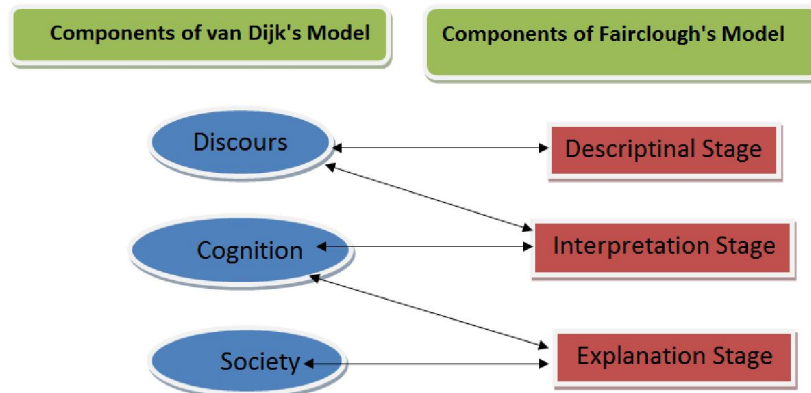 Components of van Dijk's Model
Components of Fairclough's Model
Discours
Descriptinal Stage
Cognition
Interpretation Stage
Society
Explanation Stage